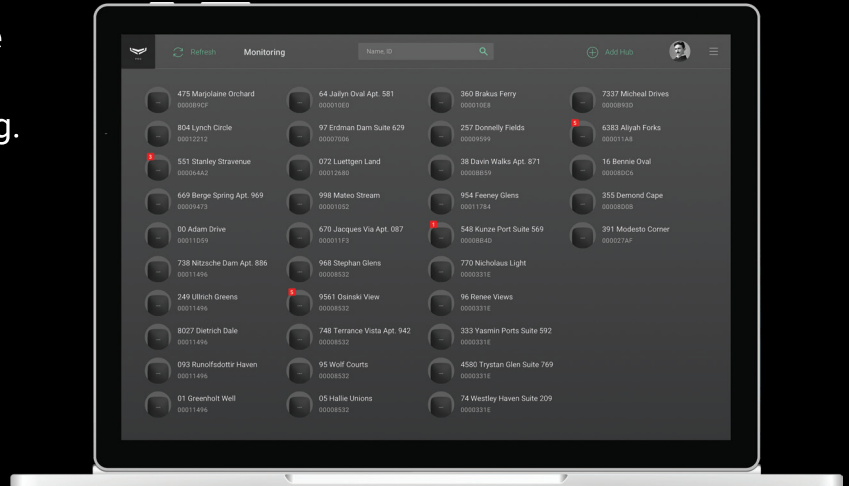 g.
Refresh
Monitoring
Name, ID
Add Hub
475 Marjolaine Orchard
0000B9CF
804 Lynch Circle
00012212
3
551 Stanley Stravenue
000064A2
669 Berge Spring Apt. 969
00009473
00 Adam Drive
00011D59
738 Nitzsche Dam Apt. 886
00011496
249 Ullrich Greens
00011496
8027 Dietrich Dale
00011496
093 Runolfsdottir Haven
00011496
01 Greenholt Well
00011496
64 Jailyn Oval Apt. 581
000010E0
97 Erdman Dam Suite 629
00007006
072 Luettgen Land
00012680
998 Mateo Stream
00001052
670 Jacques Via Apt. 087
000011F3
968 Stephan Glens
00008532
5
9561 Osinski View
00008532
748 Terrance Vista Apt. 942
00008532
95 Wolf Courts
00008532
05 Hallie Unions
00008532
360 Brakus Ferry
000010E8
257 Donnelly Fields
00009599
38 Davin Walks Apt. 871
00008B59
954 Feeney Glens
00011784
1
548 Kunze Port Suite 569
00008B4D
770 Nicholaus Light
0000331E
96 Renee Views
0000331E
333 Yasmin Ports Suite 592
0000331E
4580 Trystan Glen Suite 769
0000331E
74 Westley Haven Suite 209
0000331E
7337 Micheal Drives
0000B93D
5
6383 Aliyah Forks
000011A8
16 Bennie Oval
00008DC6
355 Demond Cape
00008D0B
391 Modesto Corner
000027AF